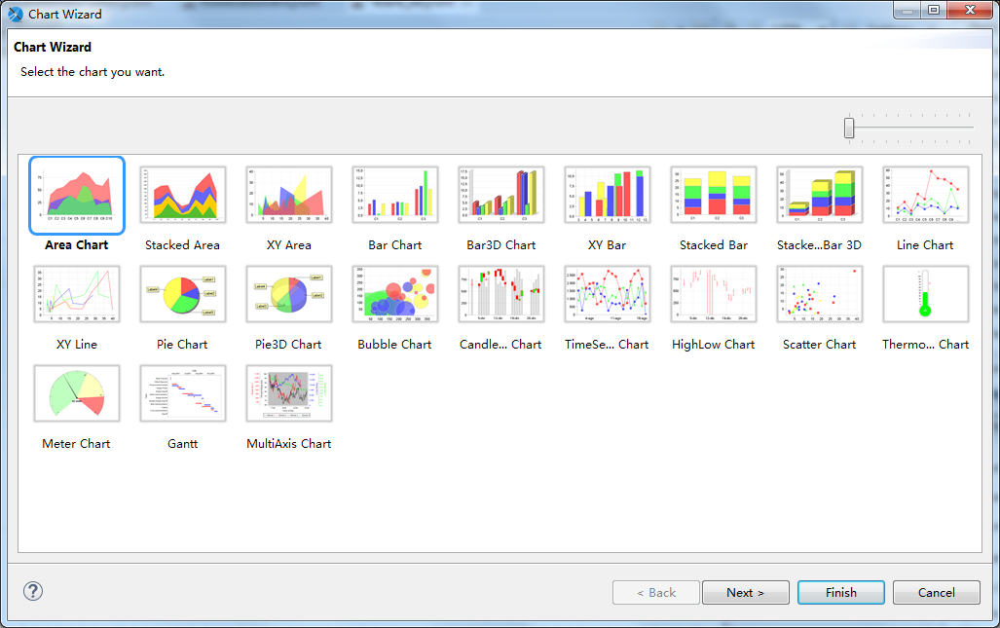 Chart Wizard
Chart Wizard
Select the chart you want.
Area Chart
Stacked Area
XY Area
Bar Chart
Bar3D Chart
XY Bar
Stacked Bar
Stacke...Bar 3D
Line Chart
XY Line
Pie Chart
Pie3D Chart
Bubble Chart
Candle... Chart
TimeSe... Chart
HighLow Chart
Scatter Chart
Thermo... Chart
Meter Chart
Gantt
MultiAxis Chart
?
< Back
Next >
Finish
Cancel